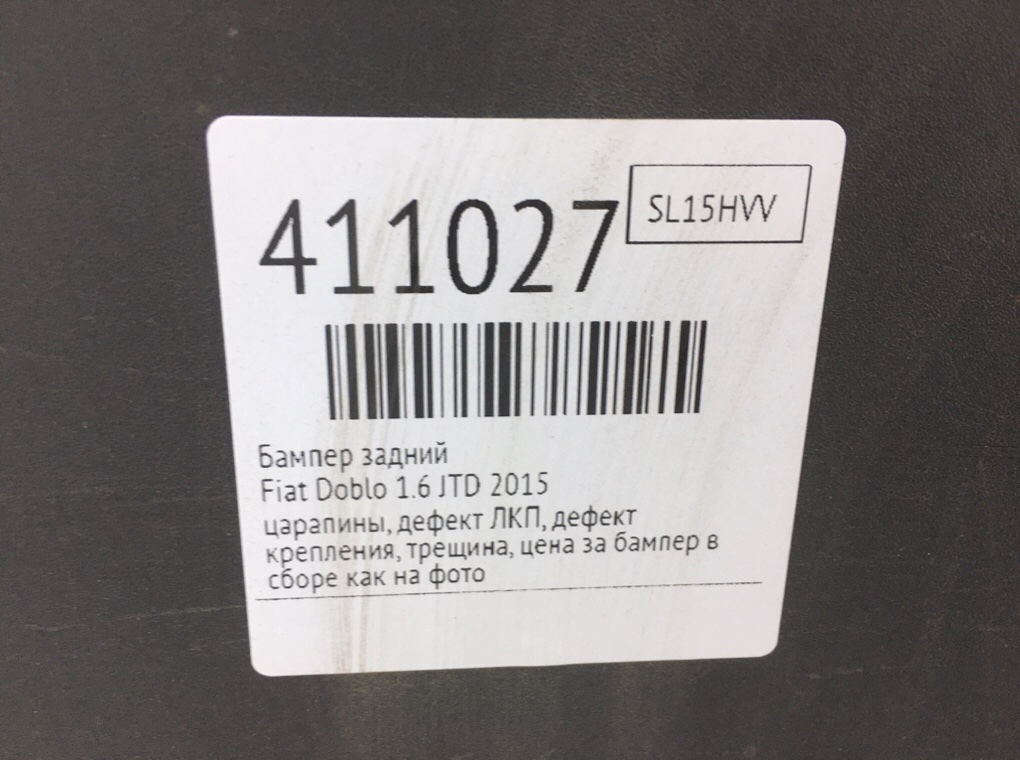 411027
SL15HVV
Бампер задний
Fiat Doblo 1.6 JTD 2015
царапины, дефект ЛКП, дефект
крепления, трещина, цена за бампер в
сборе как на фото